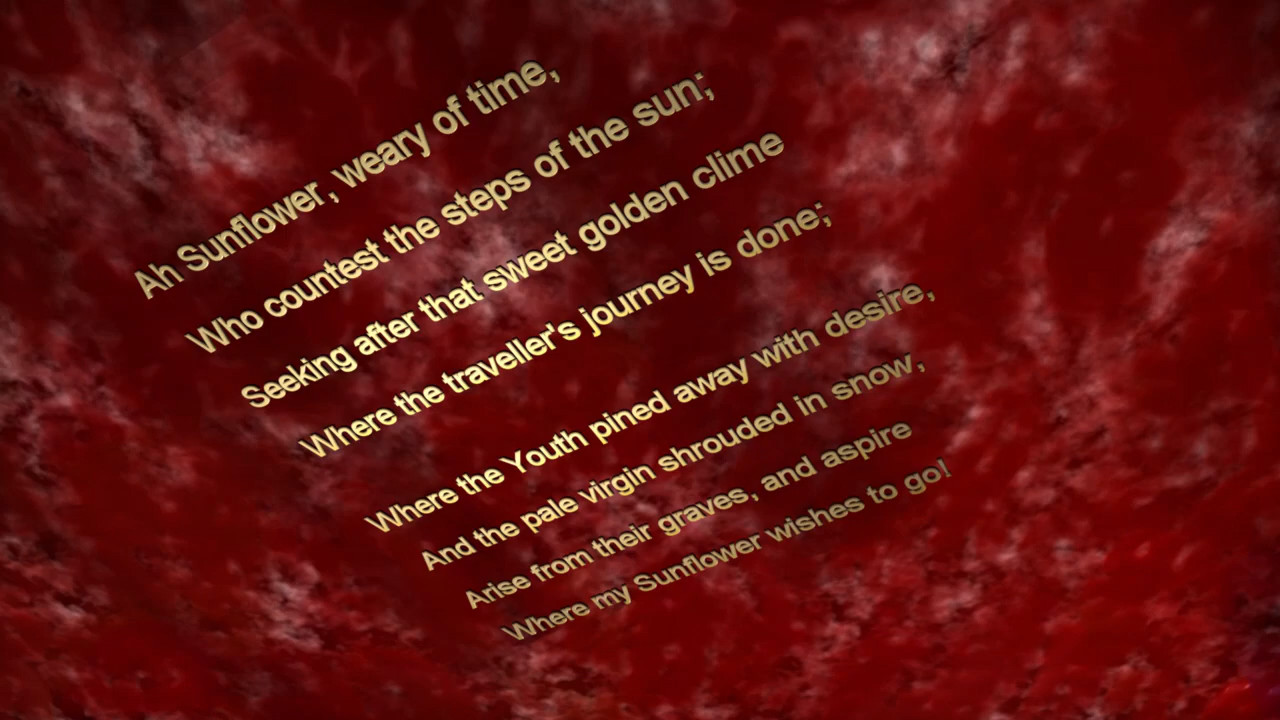 Ah Sunflower, weary of time,
Who countest the steps of the sun;
Seeking after that sweet golden clime
Where the traveller's journey is done;
Where the Youth pined away with desire,
And the pale virgin shrouded in snow,
Arise from their graves, and aspire
Where my Sunflower wishes to go!